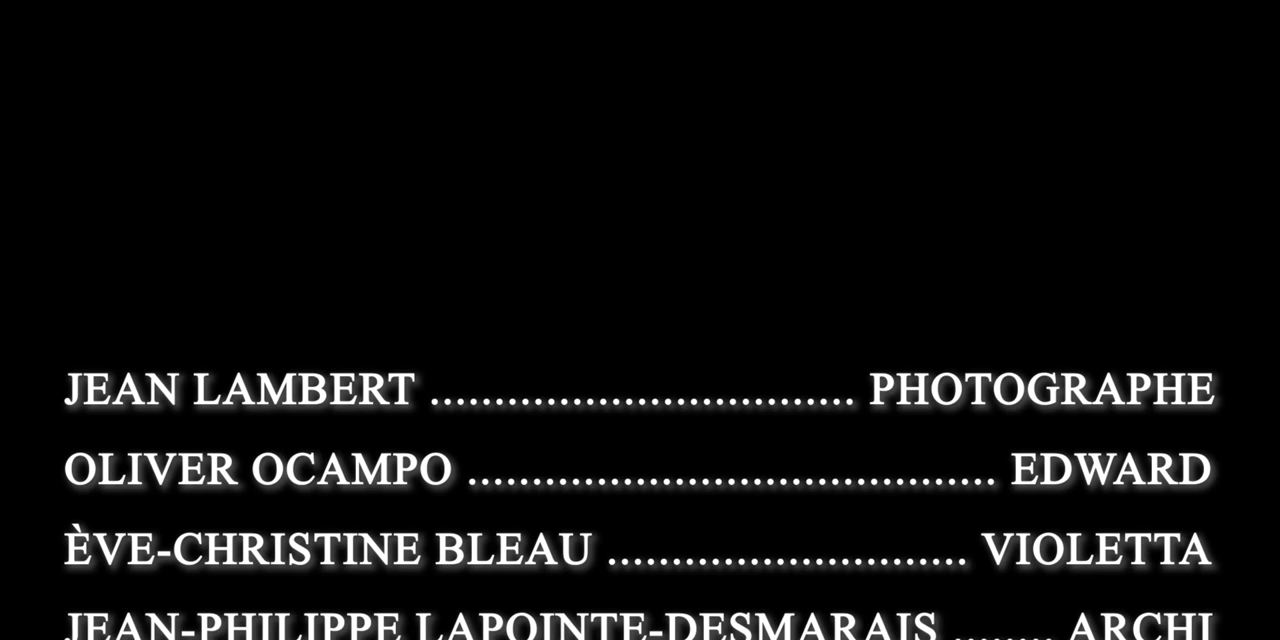 JEAN LAMBERT ................................. PHOTOGRAPHE
OLIVER OCAMPO ......................................... EDWARD
ÈVE-CHRISTINE BLEAU ............................ VIOLETTA
JEAN-PHILIPPE LAPOINTE-DESMARAIS ........ ARCHI